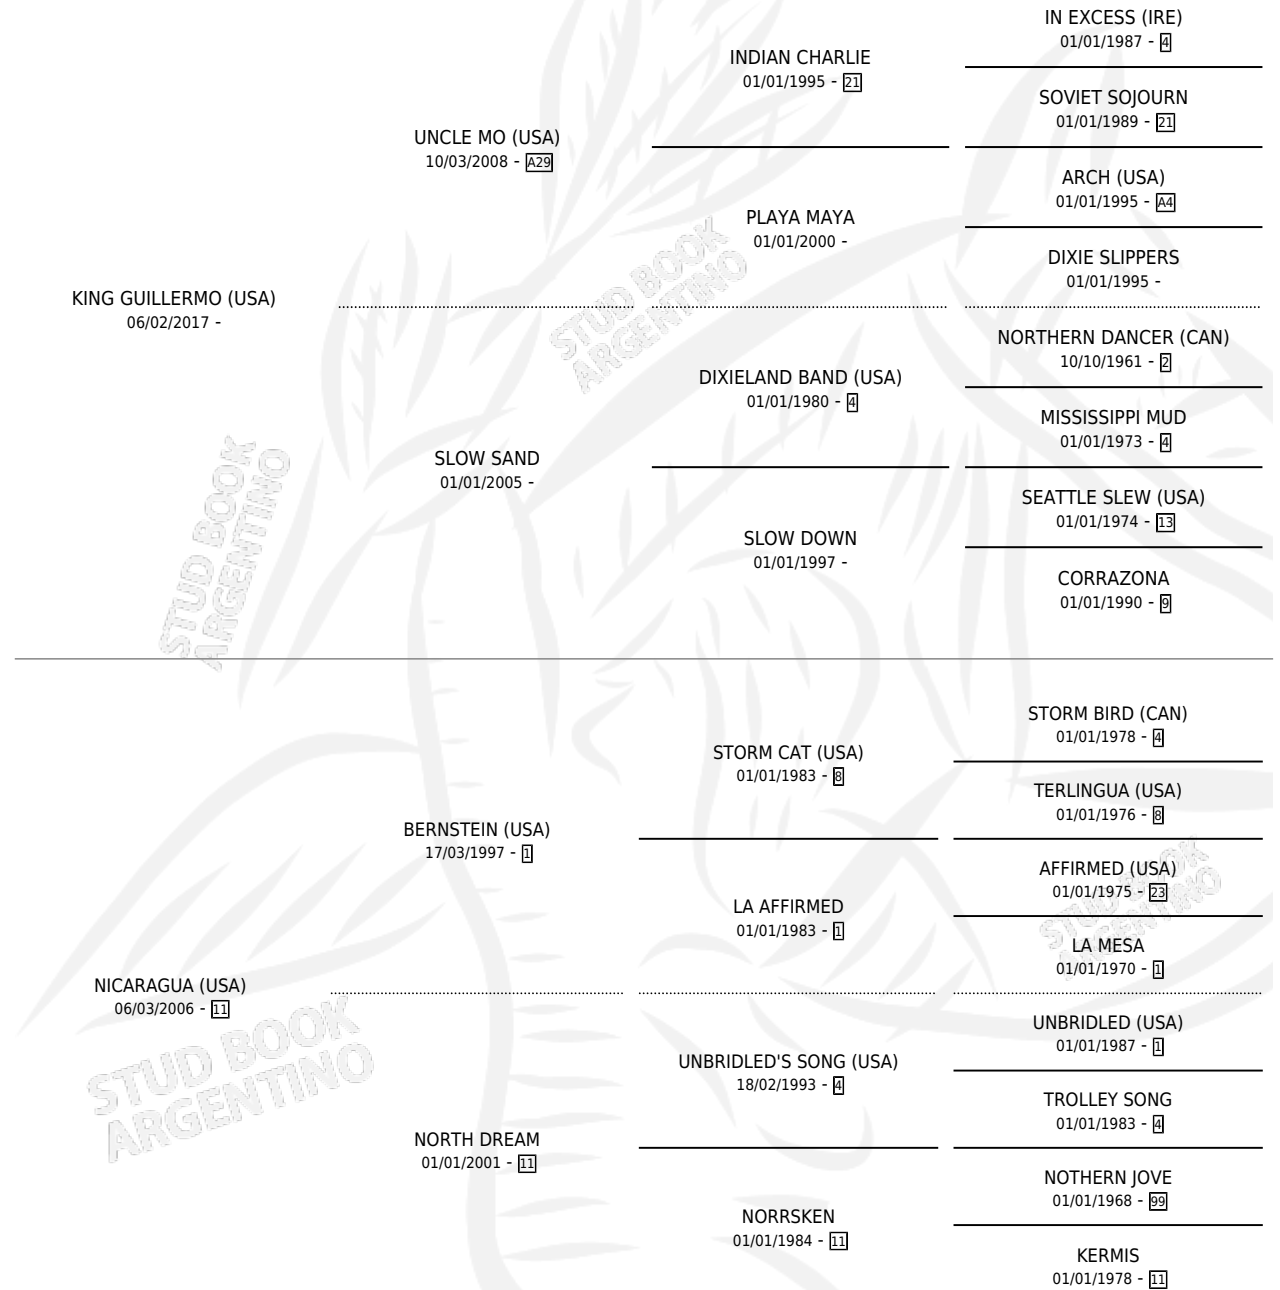 IN EXCESS (IRE)
01/01/1987 - 4
INDIAN CHARLIE
01/01/1995 - 21
SOVIET SOJOURN
01/01/1989 - 21
UNCLE MO (USA)
10/03/2008 - A29
ARCH (USA)
01/01/1995 - A4
PLAYA MAYA
01/01/2000 -
DIXIE SLIPPERS
01/01/1995 -
KING GUILLERMO (USA)
06/02/2017 -
NORTHERN DANCER (CAN)
10/10/1961 - 2
DIXIELAND BAND (USA)
01/01/1980 - 4
MISSISSIPPI MUD
01/01/1973 - 4
SLOW SAND
01/01/2005 -
SEATTLE SLEW (USA)
01/01/1974 - 13
SLOW DOWN
01/01/1997 -
CORRAZONA
01/01/1990 - 9
STORM BIRD (CAN)
01/01/1978 - 4
STORM CAT (USA)
01/01/1983 - 8
TERLINGUA (USA)
01/01/1976 - 8
BERNSTEIN (USA)
17/03/1997 - 1
AFFIRMED (USA)
01/01/1975 - 23
LA AFFIRMED
01/01/1983 - 1
LA MESA
01/01/1970 - 1
NICARAGUA (USA)
06/03/2006 - 11
UNBRIDLED (USA)
01/01/1987 - 1
UNBRIDLED'S SONG (USA)
18/02/1993 - 4
TROLLEY SONG
01/01/1983 - 4
NORTH DREAM
01/01/2001 - 11
NOTHERN JOVE
01/01/1968 - 99
NORRSKEN
01/01/1984 - 11
KERMIS
01/01/1978 - 11
STUD BOOK
ARGENTINO
STUD BOOK
ARGENTINO
STUD BOOK
ARGENTINO
STUD BOOK
ARGENTINO